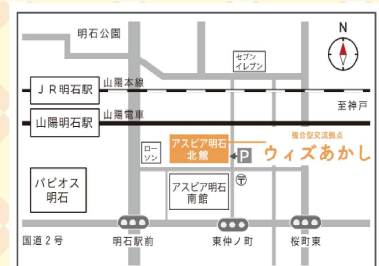 明石公園
N
セブン
イレブン
JR明石駅
山陽本線
至神戸
山陽明石駅
山陽電車
複合型交流拠点
ウィズあかし
ロー
ソン
アスピア明石
北館
P
パピオス
明石
アスピア明石
南館
〒
国道2号
明石駅前
東仲ノ町
桜町東